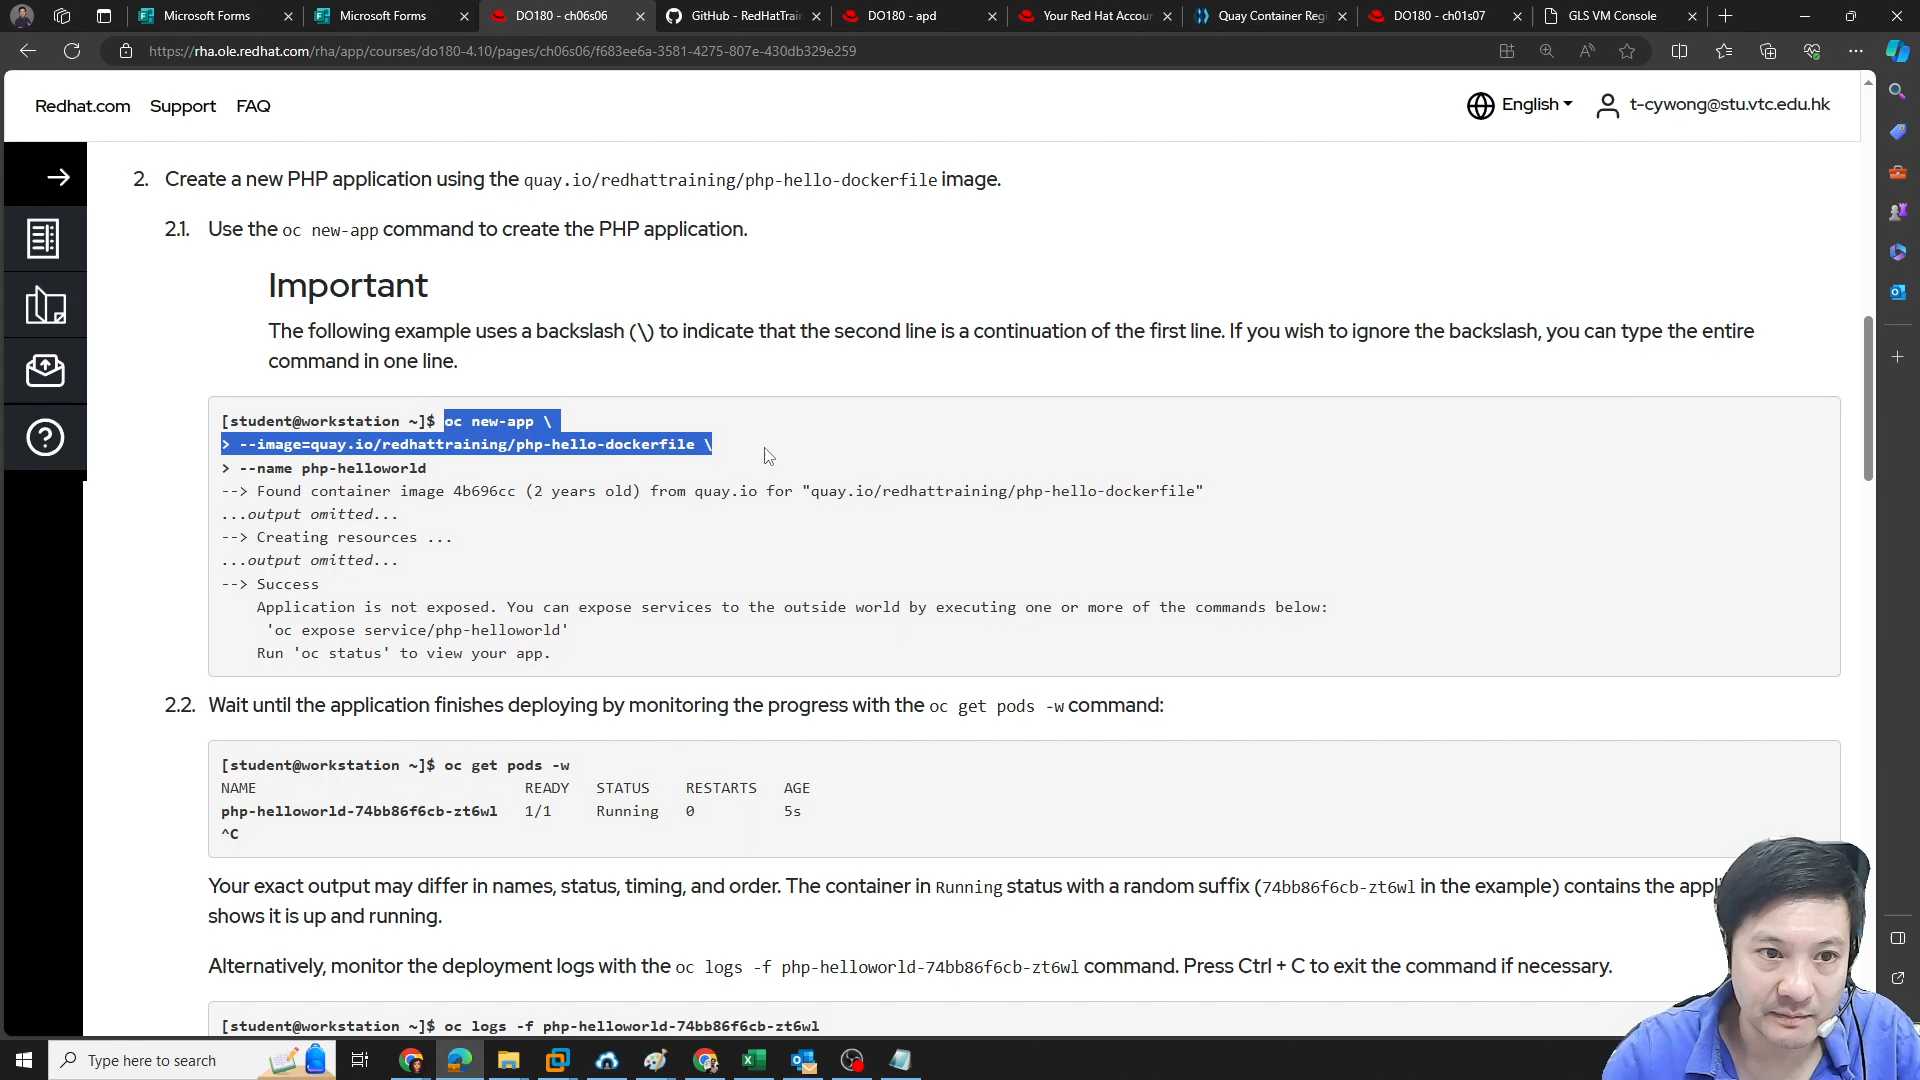 Microsoft Forms
Microsoft Forms
DO180 - ch06s06
GitHub - RedHatTrai
DO180 - apd
Your Red Hat Accour
Quay Container Regi
DO180 - ch01s07
GLS VM Console
https://rha.ole.redhat.com/rha/app/courses/do180-4.10/pages/ch06s06/f683ee6a-3581-4275-807e-430db329e259
Redhat.com Support FAQ
English
t-cywong@stu.vtc.edu.hk
2. Create a new PHP application using the quay.io/redhattraining/php-hello-dockerfile image.
2.1. Use the oc new-app command to create the PHP application.
Important
The following example uses a backslash (\) to indicate that the second line is a continuation of the first line. If you wish to ignore the backslash, you can type the entire
command in one line.
[student@workstation ~]$ oc new-app \
> --image=quay.io/redhattraining/php-hello-dockerfile \
> --name php-helloworld
--> Found container image 4b696cc (2 years old) from quay.io for "quay.io/redhattraining/php-hello-dockerfile"
...output omitted...
--> Creating resources ...
...output omitted...
--> Success
Application is not exposed. You can expose services to the outside world by executing one or more of the commands below:
'oc expose service/php-helloworld'
Run 'oc status' to view your app.
2.2. Wait until the application finishes deploying by monitoring the progress with the oc get pods -w command:
[student@workstation ~]$ oc get pods -w
NAME READY STATUS RESTARTS AGE
php-helloworld-74bb86f6cb-zt6wl 1/1 Running 0 5s
^C
Your exact output may differ in names, status, timing, and order. The container in Running status with a random suffix (74bb86f6cb-zt6wl in the example) contains the appl
shows it is up and running.
Alternatively, monitor the deployment logs with the oc logs -f php-helloworld-74bb86f6cb-zt6wl command. Press Ctrl + C to exit the command if necessary.
[student@workstation ~]$ oc logs -f php-helloworld-74bb86f6cb-zt6wl
Type here to search